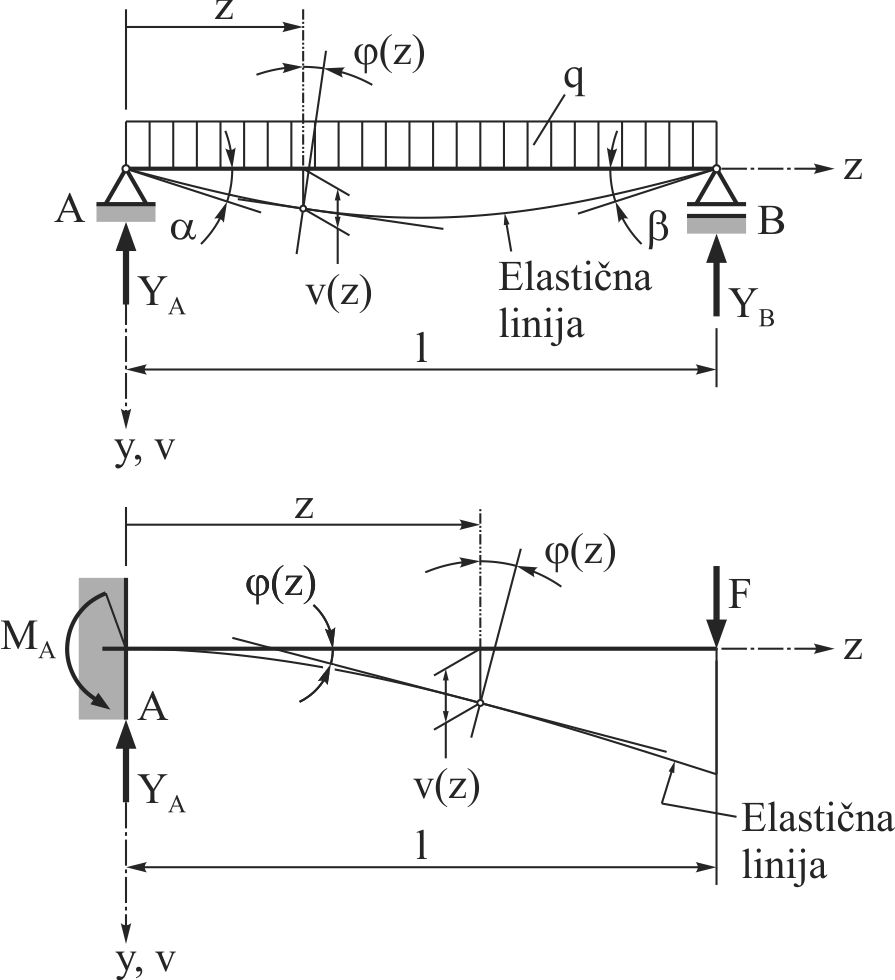 z
φ(z)
q
z
A
α
β
B
Y_A
v(z)
Elastična
linija
Y_B
l
y, v
z
φ(z)
φ(z)
F
M_A
z
A
Y_A
v(z)
Elastična
linija
l
y, v